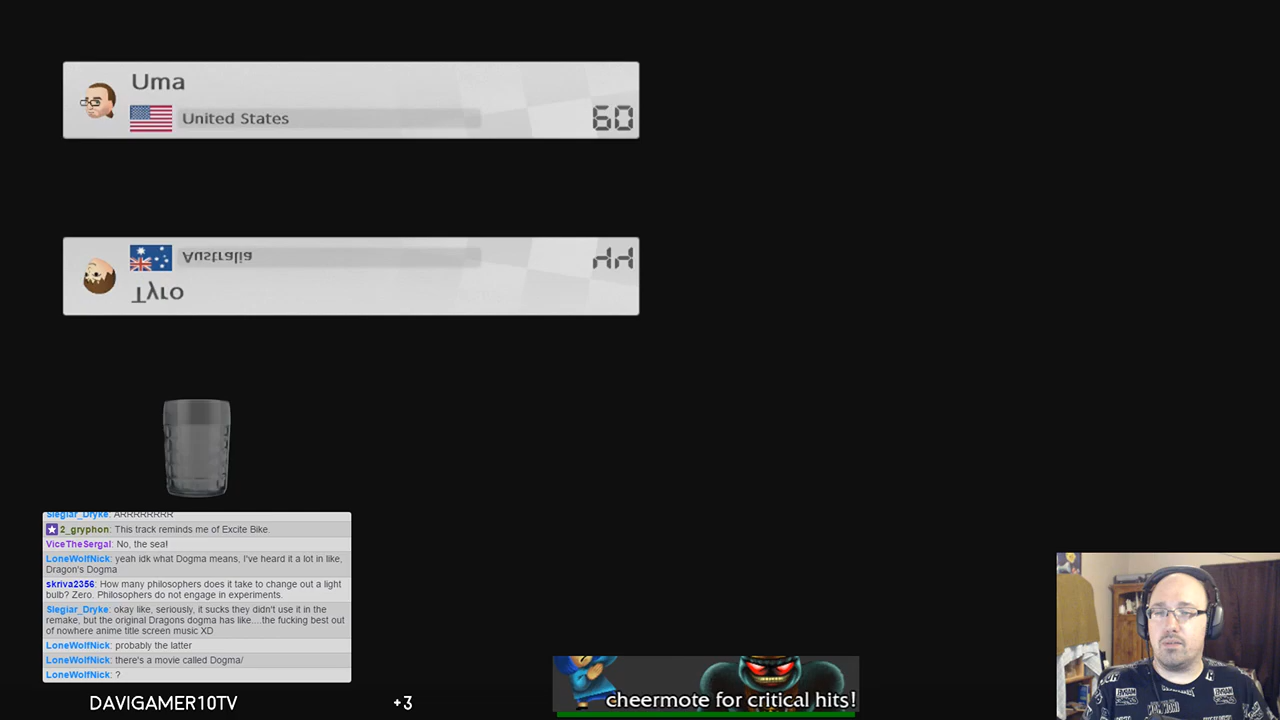 Uma
United States
60
Australia
Tyro
Slegiar_Dryke: ARRRRRRRR
2_gryphon: This track reminds me of Excite Bike.
ViceTheSergal: No, the sea!
LoneWolfNick: yeah idk what Dogma means, I've heard it a lot in like,
Dragon's Dogma
skriva2356: How many philosophers does it take to change out a light
bulb? Zero. Philosophers do not engage in experiments.
Slegiar_Dryke: okay like, seriously, it sucks they didn't use it in the
remake, but the original Dragons dogma has like....the fucking best out
of nowhere anime title screen music XD
LoneWolfNick: probably the latter
LoneWolfNick: there's a movie called Dogma/
LoneWolfNick: ?
DAVIGAMER10TV
+3
cheermote for critical hits!